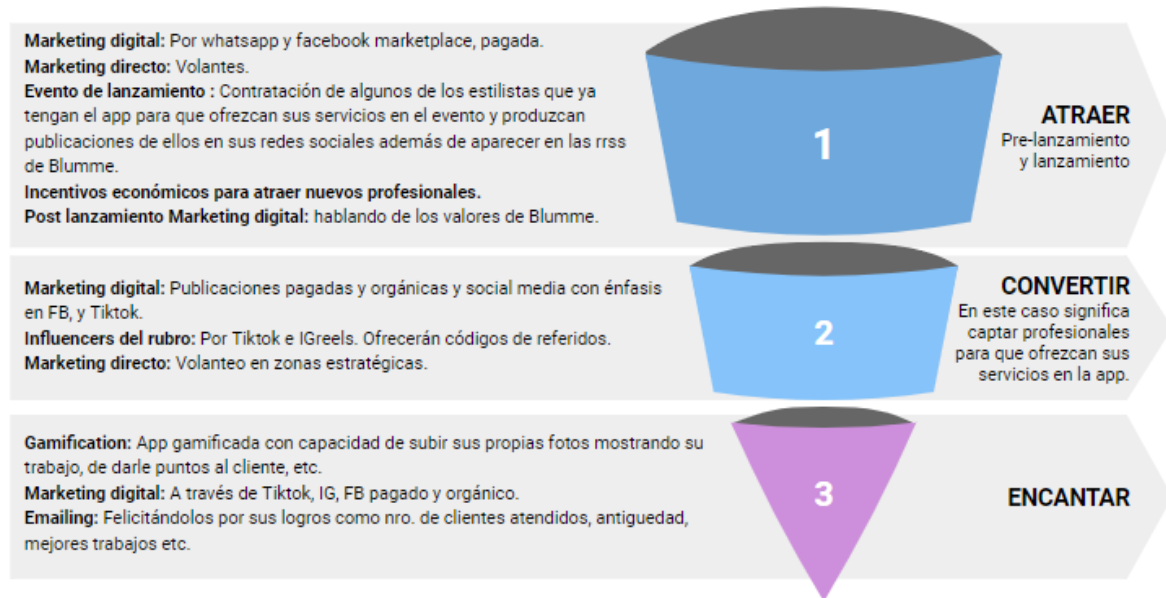 Marketing digital: Por whatsapp y facebook marketplace, pagada.
Marketing directo: Volantes.
Evento de lanzamiento : Contratación de algunos de los estilistas que ya
tengan el app para que ofrezcan sus servicios en el evento y produzcan
publicaciones de ellos en sus redes sociales además de aparecer en las rrss
de Blumme.
Incentivos económicos para atraer nuevos profesionales.
Post lanzamiento Marketing digital: hablando de los valores de Blumme.
1
ATRAER
Pre-lanzamiento
y lanzamiento
Marketing digital: Publicaciones pagadas y orgánicas y social media con énfasis
en FB, y Tiktok.
Influencers del rubro: Por Tiktok e IGreels. Ofrecerán códigos de referidos.
Marketing directo: Volanteo en zonas estratégicas.
2
CONVERTIR
En este caso significa
captar profesionales
para que ofrezcan sus
servicios en la app.
Gamification: App gamificada con capacidad de subir sus propias fotos mostrando su
trabajo, de darle puntos al cliente, etc.
Marketing digital: A través de Tiktok, IG, FB pagado y orgánico.
Emailing: Felicitándolos por sus logros como nro. de clientes atendidos, antiguedad,
mejores trabajos etc.
3
ENCANTAR